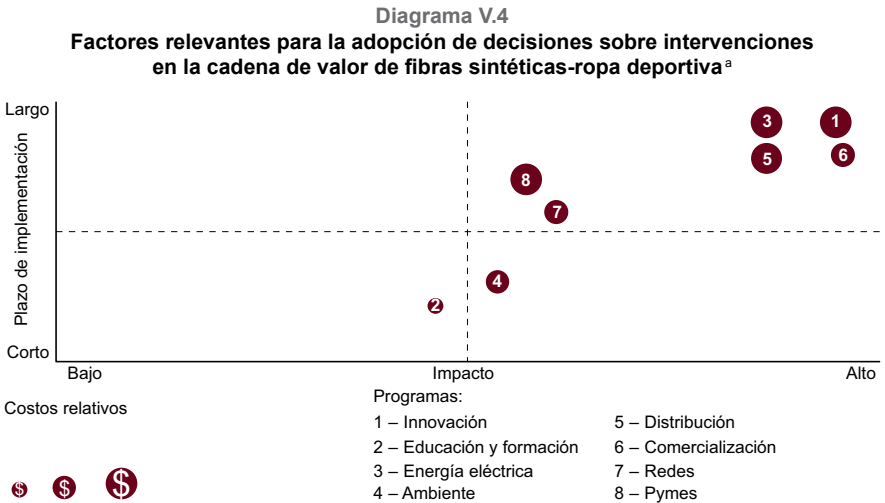 Diagrama V.4
Factores relevantes para la adopción de decisiones sobre intervenciones
en la cadena de valor de fibras sintéticas-ropa deportiva a
Largo
Plazo de implementación
Corto
3
1
5
6
8
7
4
2
Bajo
Impacto
Alto
Costos relativos
$ $ $
Programas:
1 – Innovación
2 – Educación y formación
3 – Energía eléctrica
4 – Ambiente
5 – Distribución
6 – Comercialización
7 – Redes
8 – Pymes